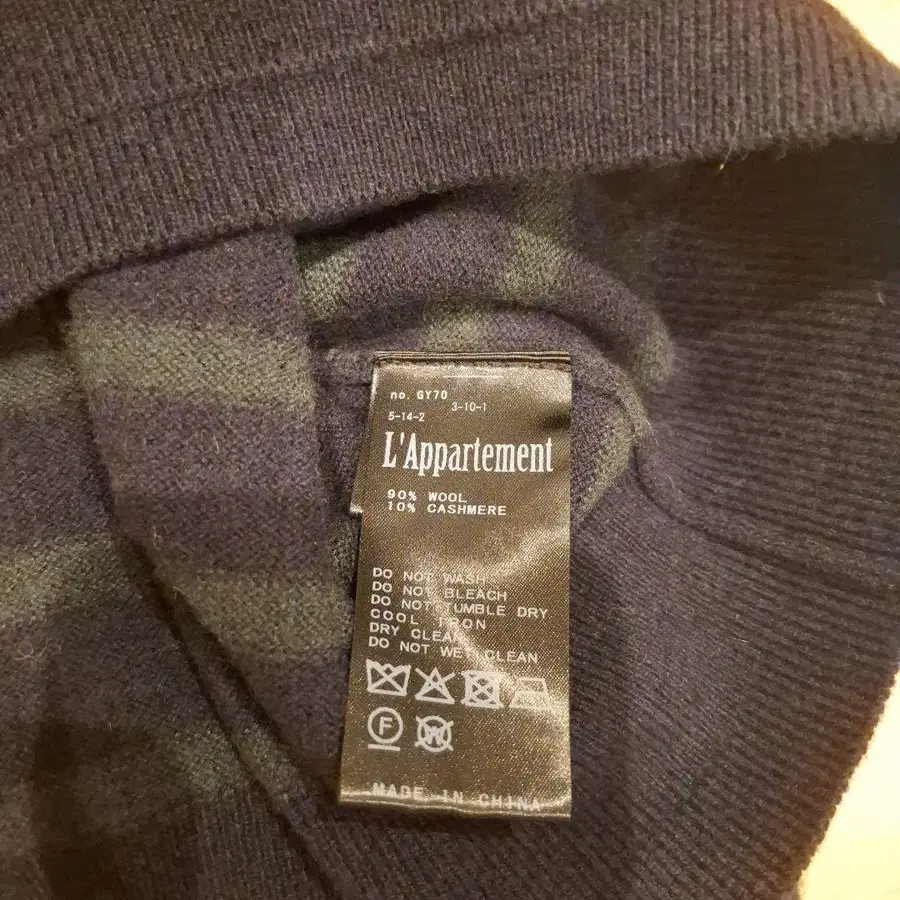 no. GY70
3-10-1
5-14-2
L'Appartement
90% WOOL
10% CASHMERE
DO NOT WASH
DO NOT BLEACH
DO NOT TUMBLE DRY
COOL IRON
DRY CLEAN
DO NOT WET CLEAN
F
W
MADE IN CHINA